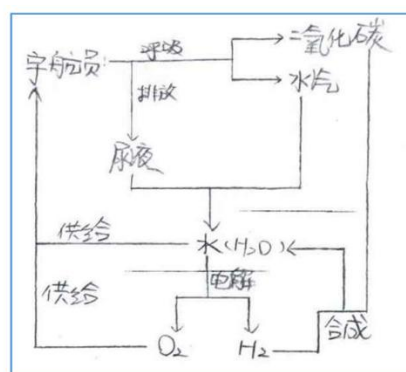 宇航员
呼吸
二氧化碳
水汽
排放
尿液
供给
水(H₂O)
电解
供给
合成
O₂
H₂